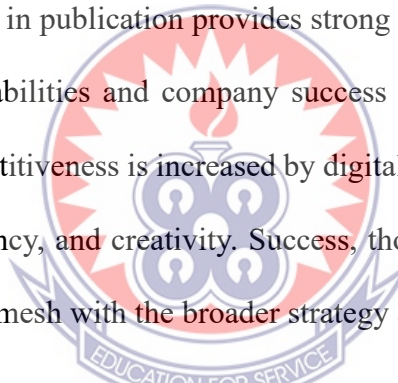 in publication provides strong
abilities and company success
titiveness is increased by digital
ncy, and creativity. Success, tho
mesh with the broader strategy
EDUCATION FOR SERVICE